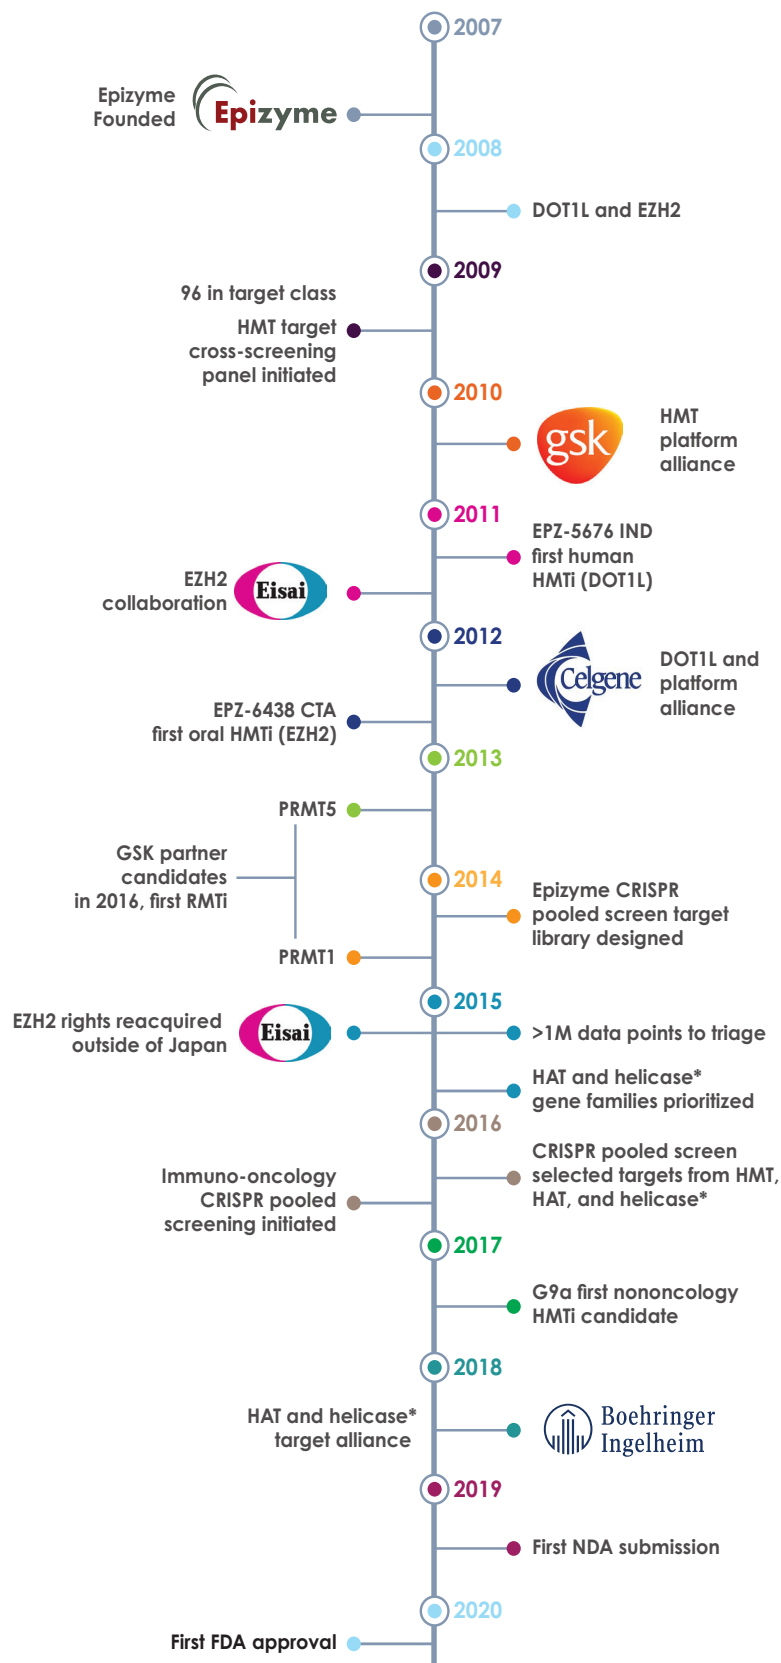 2007
Epizyme
Founded
Epizyme
2008
DOT1L and EZH2
2009
96 in target class
HMT target
cross-screening
panel initiated
2010
gsk
HMT
platform
alliance
2011
EPZ-5676 IND
first human
HMTi (DOT1L)
EZH2
collaboration
Eisai
2012
Celgene
DOT1L and
platform
alliance
EPZ-6438 CTA
first oral HMTi (EZH2)
2013
PRMT5
GSK partner
candidates
in 2016, first RMTi
2014
Epizyme CRISPR
pooled screen target
library designed
PRMT1
2015
EZH2 rights reacquired
outside of Japan
Eisai
>1M data points to triage
HAT and helicase*
gene families prioritized
2016
CRISPR pooled screen
selected targets from HMT,
HAT, and helicase*
Immuno-oncology
CRISPR pooled
screening initiated
2017
G9a first nononcology
HMTi candidate
2018
HAT and helicase*
target alliance
Boehringer
Ingelheim
2019
First NDA submission
2020
First FDA approval